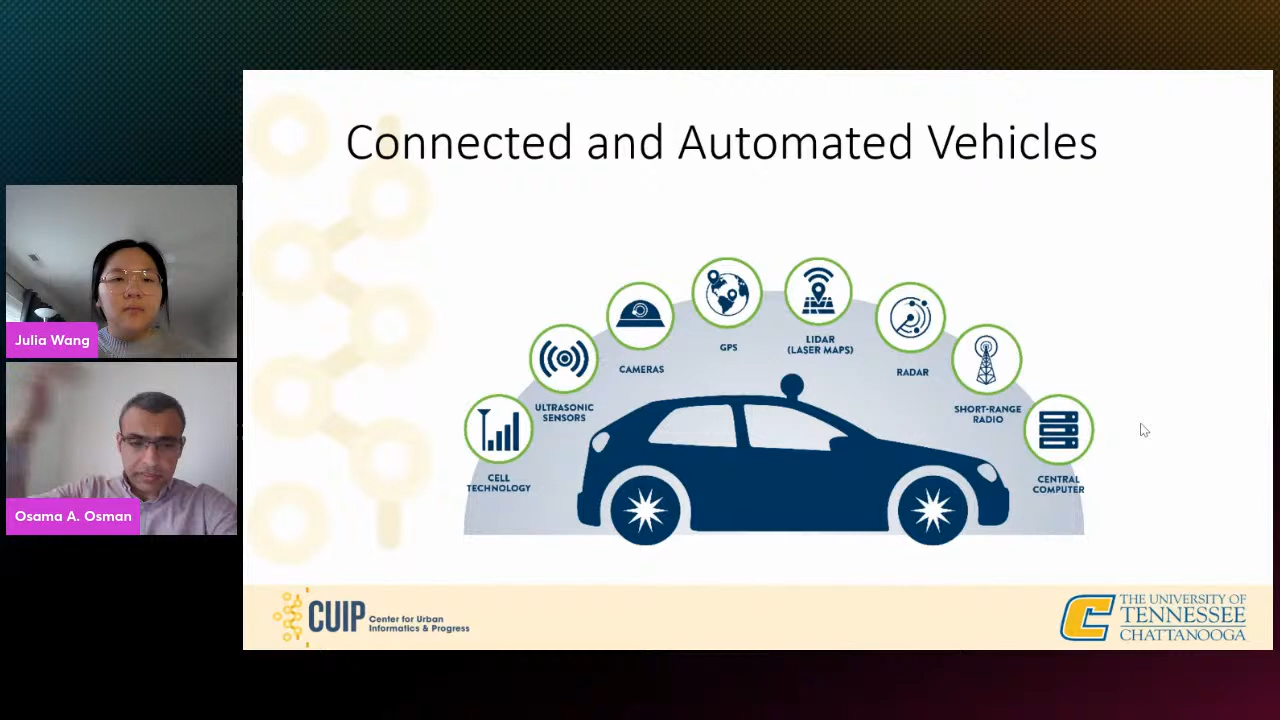 Connected and Automated Vehicles
Julia Wang
Osama A. Osman
CELL
TECHNOLOGY
ULTRASONIC
SENSORS
CAMERAS
GPS
LIDAR
(LASER MAPS)
RADAR
SHORT-RANGE
RADIO
CENTRAL
COMPUTER
CUIP
Center for Urban
Informatics & Progress
THE UNIVERSITY OF
TENNESSEE
CHATTANOOGA